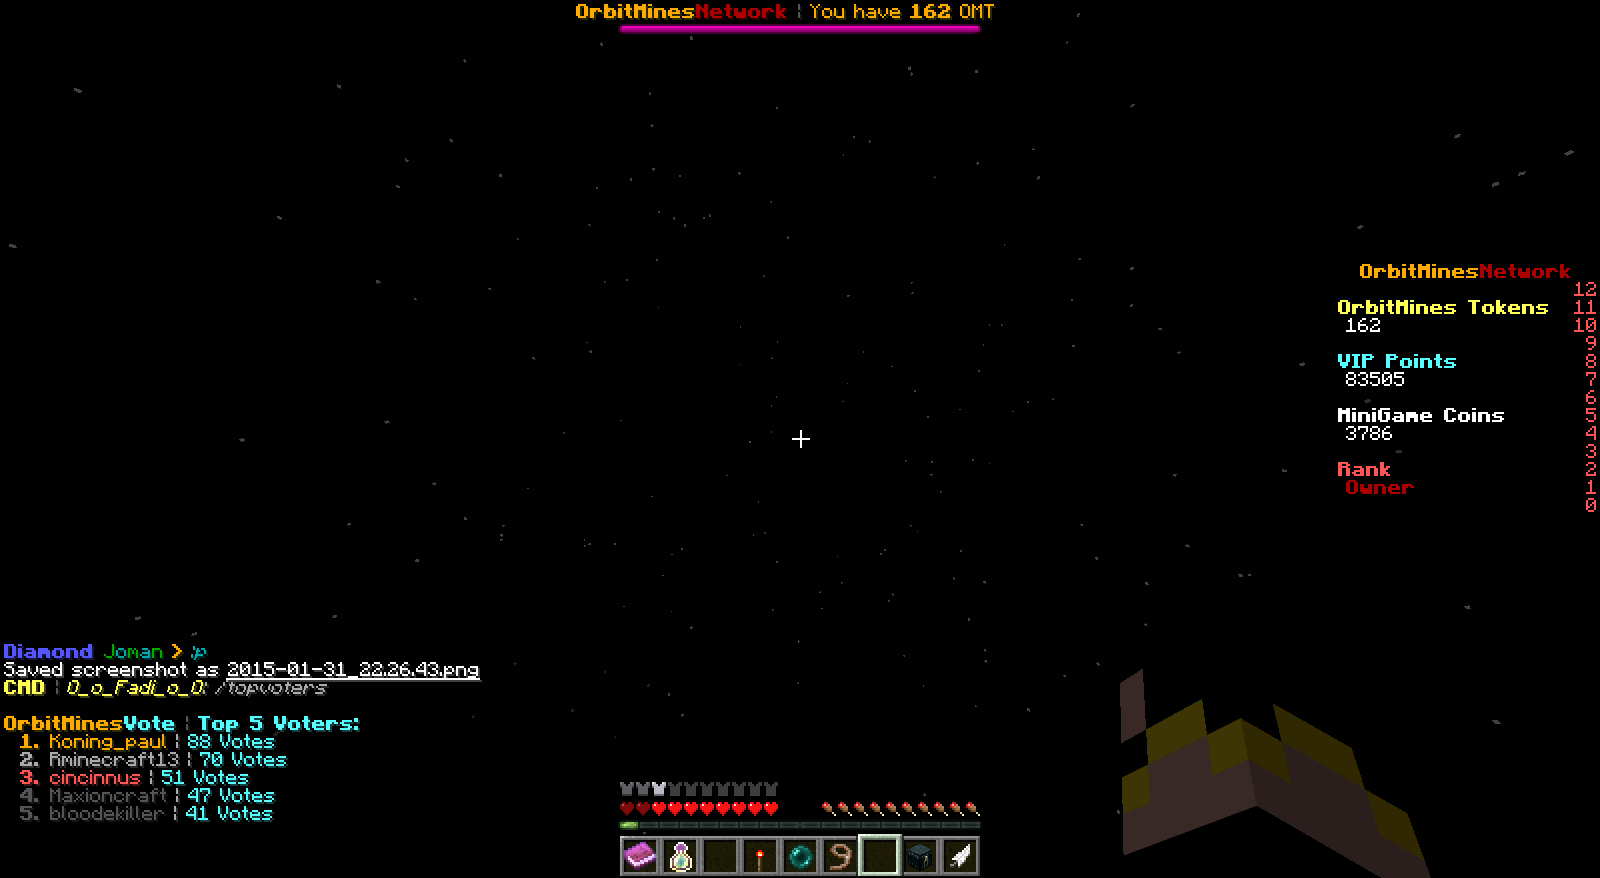 OrbitMinesNetwork | You have 162 OMT
OrbitMinesNetwork
12
OrbitMines Tokens 11
162 10
9
VIP Points 8
83505 7
6
MiniGame Coins 5
3786 4
3
Rank 2
Owner 1
0
Diamond Joman > :p
Saved screenshot as 2015-01-31_22.26.43.png
CMD | O_o_Fadi_o_O: /topvoters
OrbitMinesVote | Top 5 Voters:
1. Koning_paul | 88 Votes
2. Rminecraft13 | 70 Votes
3. cincinnus | 51 Votes
4. Maxioncraft | 47 Votes
5. bloodekiller | 41 Votes